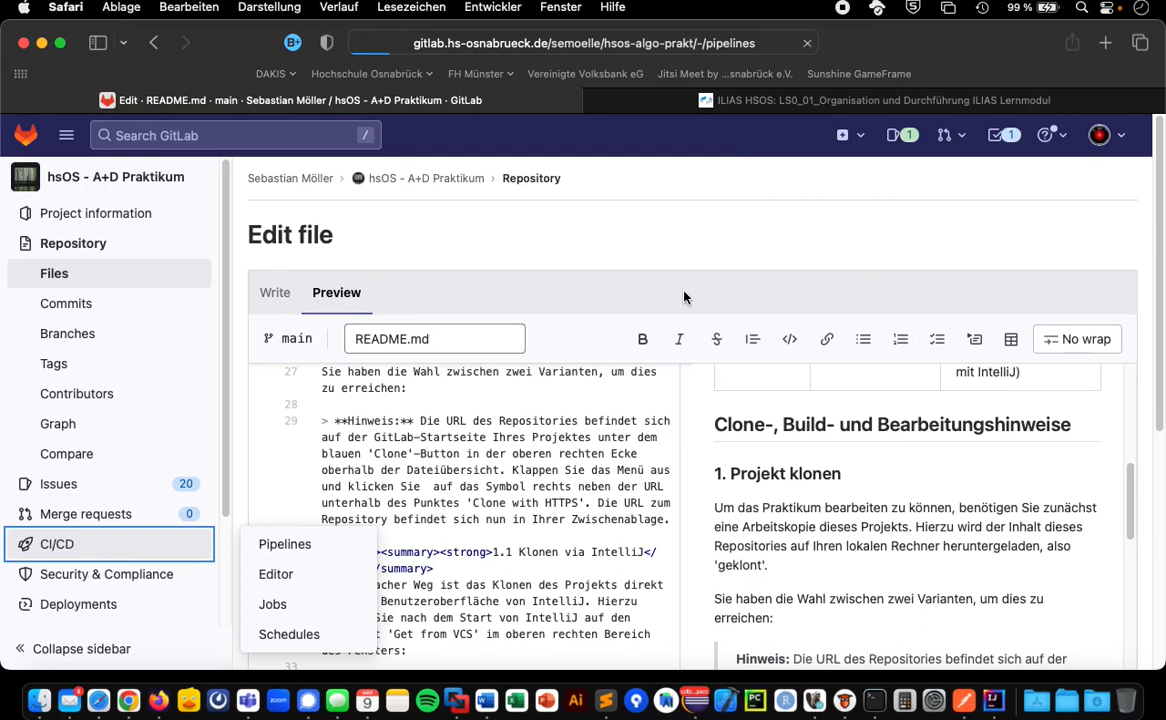 Safari Ablage Bearbeiten Darstellung Verlauf Lesezeichen Entwickler Fenster Hilfe 99 %
gitlab.hs-osnabrueck.de/semoelle/hsos-algo-prakt/-/pipelines
DAKIS Hochschule Osnabrück FH Münster Vereinigte Volksbank eG Jitsi Meet by ...snabrück e.V. Sunshine GameFrame
Edit · README.md · main · Sebastian Möller / hsOS - A+D Praktikum · GitLab ILIAS HSOS: LS0_01_Organisation und Durchführung ILIAS Lernmodul
Search GitLab / 1 1
hsOS - A+D Praktikum
Project information
Repository
Files
Commits
Branches
Tags
Contributors
Graph
Compare
Issues 20
Merge requests 0
CI/CD
Security & Compliance
Deployments
Collapse sidebar
Pipelines
Editor
Jobs
Schedules
Sebastian Möller › hsOS - A+D Praktikum › Repository
Edit file
Write Preview
main README.md B I S No wrap
27 Sie haben die Wahl zwischen zwei Varianten, um dies
zu erreichen:
28
29 > **Hinweis:** Die URL des Repositories befindet sich
auf der GitLab-Startseite Ihres Projektes unter dem
blauen 'Clone'-Button in der oberen rechten Ecke
oberhalb der Dateiübersicht. Klappen Sie das Menü aus
und klicken Sie auf das Symbol rechts neben der URL
unterhalb des Punktes 'Clone with HTTPS'. Die URL zum
Repository befindet sich nun in Ihrer Zwischenablage.
><summary><strong>1.1 Klonen via IntelliJ</
/summary>
acher Weg ist das Klonen des Projekts direkt
Benutzeroberfläche von IntelliJ. Hierzu
Sie nach dem Start von IntelliJ auf den
'Get from VCS' im oberen rechten Bereich
des Fensters:
33
mit IntelliJ)
Clone-, Build- und Bearbeitungshinweise
1. Projekt klonen
Um das Praktikum bearbeiten zu können, benötigen Sie zunächst
eine Arbeitskopie dieses Projekts. Hierzu wird der Inhalt dieses
Repositories auf Ihren lokalen Rechner heruntergeladen, also
'geklont'.
Sie haben die Wahl zwischen zwei Varianten, um dies zu
erreichen:
Hinweis: Die URL des Repositories befindet sich auf der